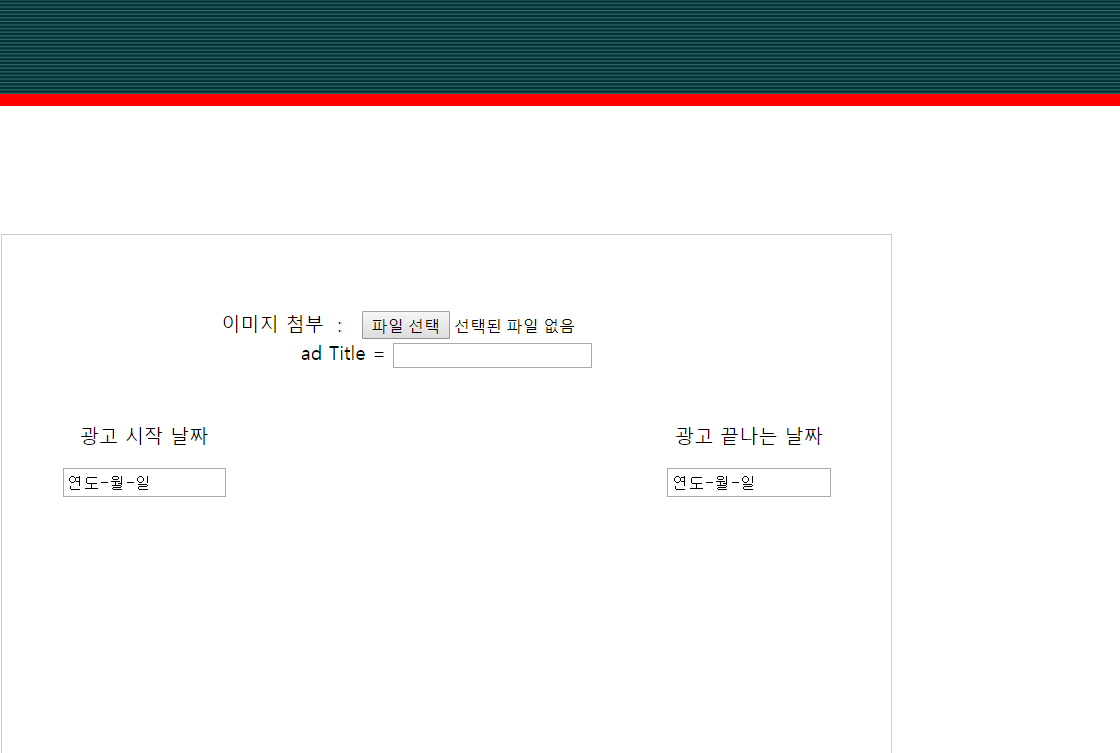 이미지 첨부 : 파일 선택 선택된 파일 없음
ad Title =
광고 시작 날짜 광고 끝나는 날짜
연도-월-일 연도-월-일